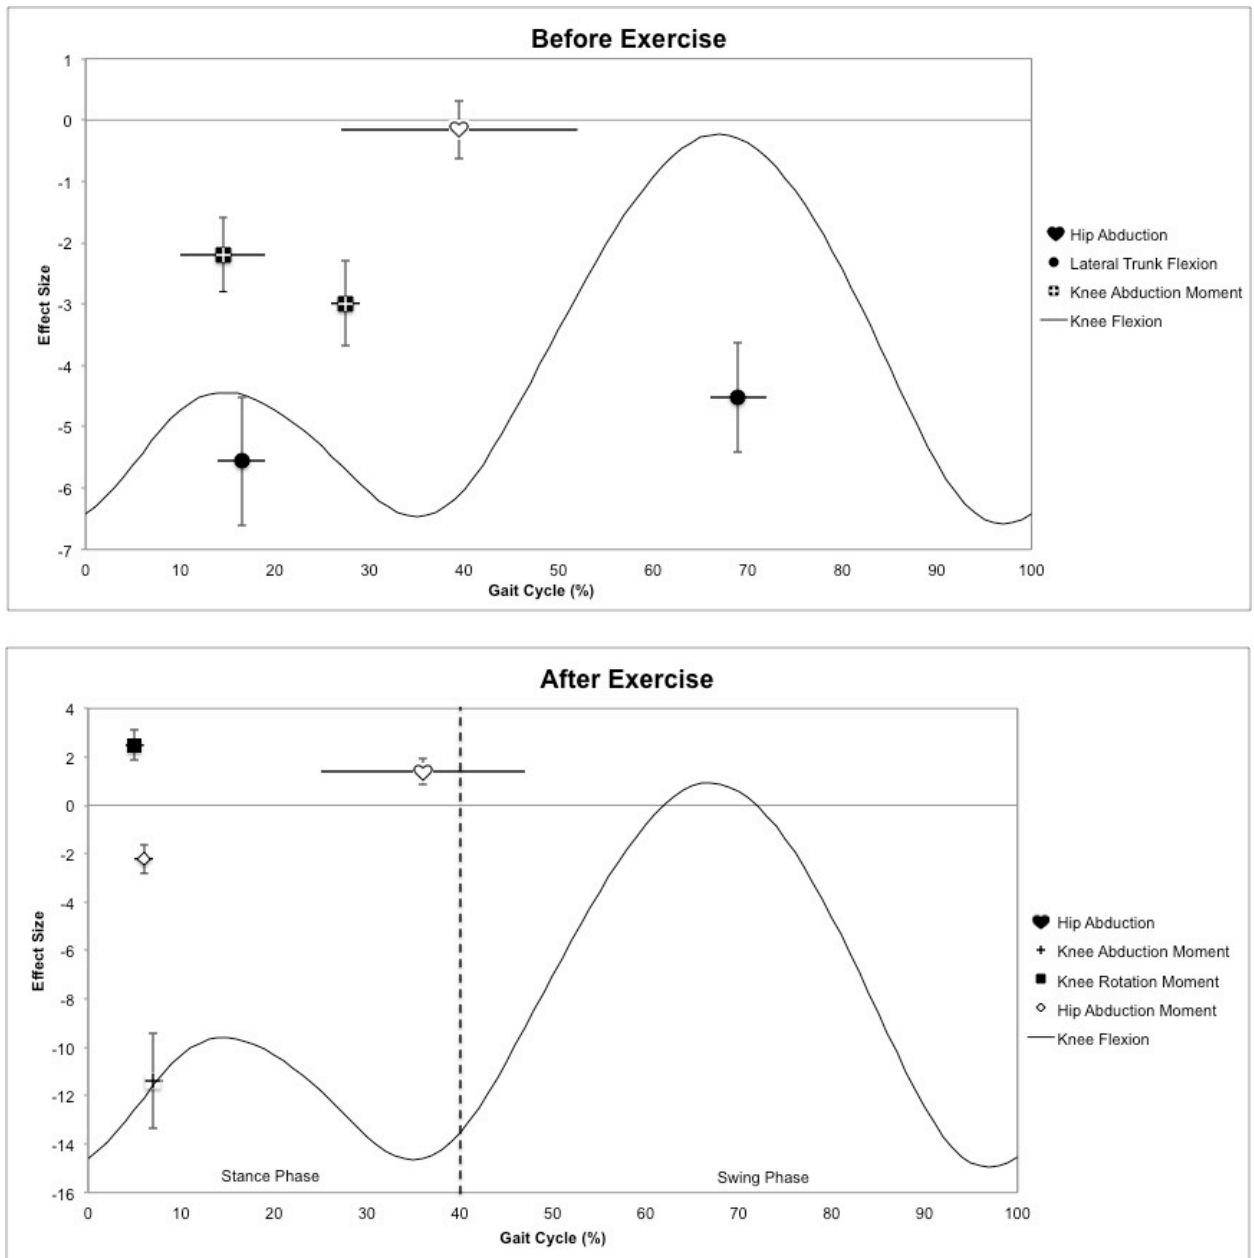 Before Exercise
1
0
-1
-2
-3
-4
-5
-6
-7
Effect Size
0 10 20 30 40 50 60 70 80 90 100
Gait Cycle (%)
Hip Abduction
Lateral Trunk Flexion
Knee Abduction Moment
Knee Flexion
After Exercise
4
2
0
-2
-4
-6
-8
-10
-12
-14
-16
Effect Size
Stance Phase Swing Phase
0 10 20 30 40 50 60 70 80 90 100
Gait Cycle (%)
Hip Abduction
Knee Abduction Moment
Knee Rotation Moment
Hip Abduction Moment
Knee Flexion